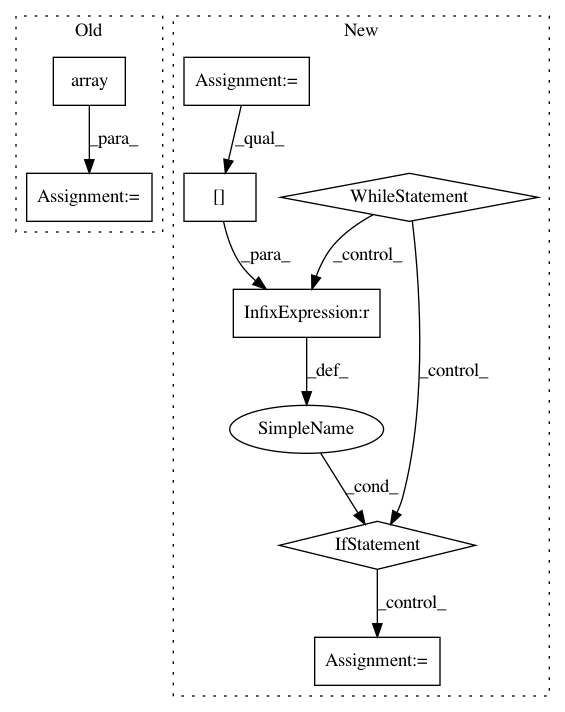 Old
New
array
Assignment:=
_para_
_qual_
Assignment:=
[]
WhileStatement
_para_
_control_
InfixExpression:r
_def_
_control_
SimpleName
_cond_
IfStatement
_control_
Assignment:=